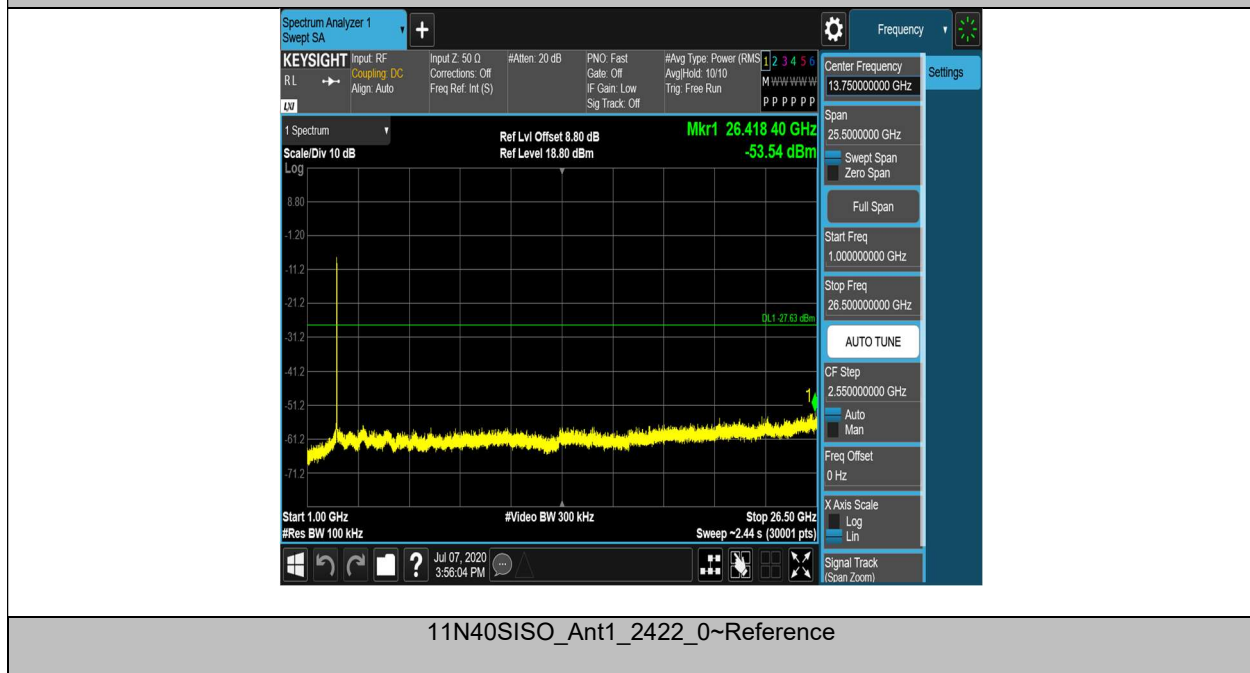 Spectrum Analyzer 1
Swept SA
+
Frequency
KEYSIGHT
RL
LXI
Input: RF
Coupling: DC
Align: Auto
Input Z: 50 Ω
Corrections: Off
Freq Ref: Int (S)
#Atten: 20 dB
PNO: Fast
Gate: Off
IF Gain: Low
Sig Track: Off
#Avg Type: Power (RMS
Avg|Hold: 10/10
Trig: Free Run
1 2 3 4 5 6
M W W W W W
P P P P P P
1 Spectrum
Scale/Div 10 dB
Log
Ref Lvl Offset 8.80 dB
Ref Level 18.80 dBm
Mkr1 26.418 40 GHz
-53.54 dBm
8.80
-1.20
-11.2
-21.2
DL1 -27.63 dBm
-31.2
-41.2
1
-51.2
-61.2
-71.2
Start 1.00 GHz
#Res BW 100 kHz
#Video BW 300 kHz
Stop 26.50 GHz
Sweep ~2.44 s (30001 pts)
?
Jul 07, 2020
3:56:04 PM
Center Frequency
13.750000000 GHz
Settings
Span
25.5000000 GHz
Swept Span
Zero Span
Full Span
Start Freq
1.000000000 GHz
Stop Freq
26.500000000 GHz
AUTO TUNE
CF Step
2.550000000 GHz
Auto
Man
Freq Offset
0 Hz
X Axis Scale
Log
Lin
Signal Track
(Span Zoom)
11N40SISO_Ant1_2422_0~Reference